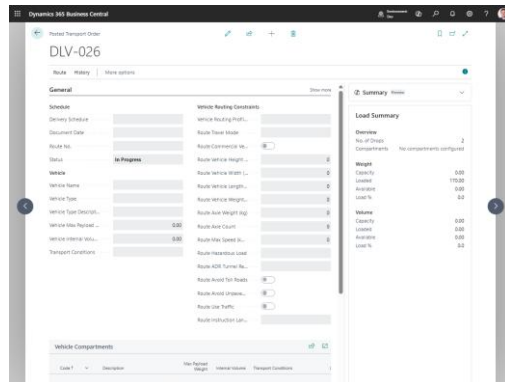 Dynamics 365 Business Central
Environment
Posted Transport Order
DLV-026
Route History More options
General
Show more
Schedule
Delivery Schedule
Document Date
Route No.
Status In Progress
Vehicle
Vehicle Name
Vehicle Type
Vehicle Type Descripti...
Vehicle Max Payload ... 0.00
Vehicle Internal Volu... 0.00
Transport Conditions
Vehicle Routing Constraints
Vehicle Routing Profil...
Route Travel Mode
Route Commercial Ve...
Route Vehicle Height ... 0
Route Vehicle Width (... 0
Route Vehicle Length... 0
Route Vehicle Weight... 0
Route Axle Weight (kg) 0
Route Axle Count 0
Route Max Speed (k... 0
Route Hazardous Load
Route ADR Tunnel Re...
Route Avoid Toll Roads
Route Avoid Unpave...
Route Use Traffic
Route Instruction Lan...
Vehicle Compartments
Code ↑
Description
Max Payload Weight
Internal Volume
Transport Conditions
Summary
Load Summary
Overview
No. of Drops 2
Compartments No compartments configured
Weight
Capacity 0.00
Loaded 110.00
Available 0.00
Load % 0.0
Volume
Capacity 0.00
Loaded 0.00
Available 0.00
Load % 0.0